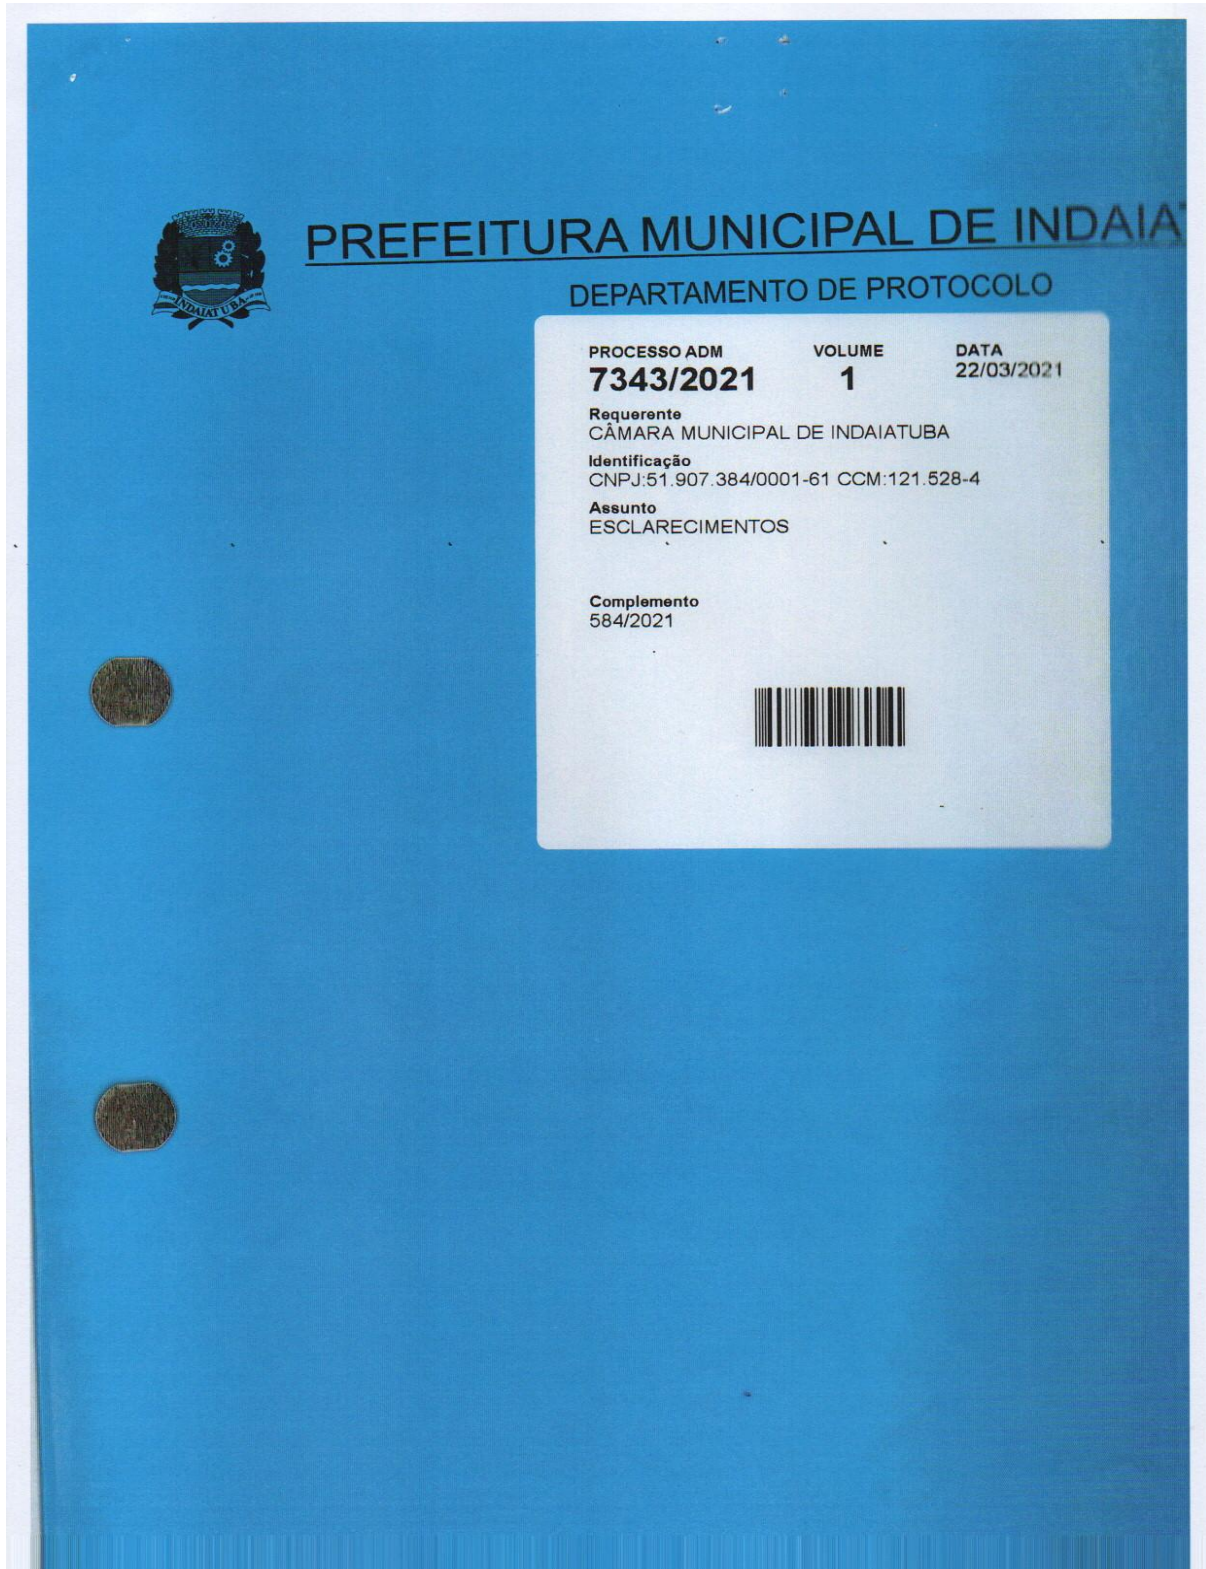 PREFEITURA MUNICIPAL DE INDAIA
DEPARTAMENTO DE PROTOCOLO
INDAIATUBA
PROCESSO ADM VOLUME DATA
7343/2021 1 22/03/2021
Requerente
CÂMARA MUNICIPAL DE INDAIATUBA
Identificação
CNPJ:51.907.384/0001-61 CCM:121.528-4
Assunto
ESCLARECIMENTOS
Complemento
584/2021